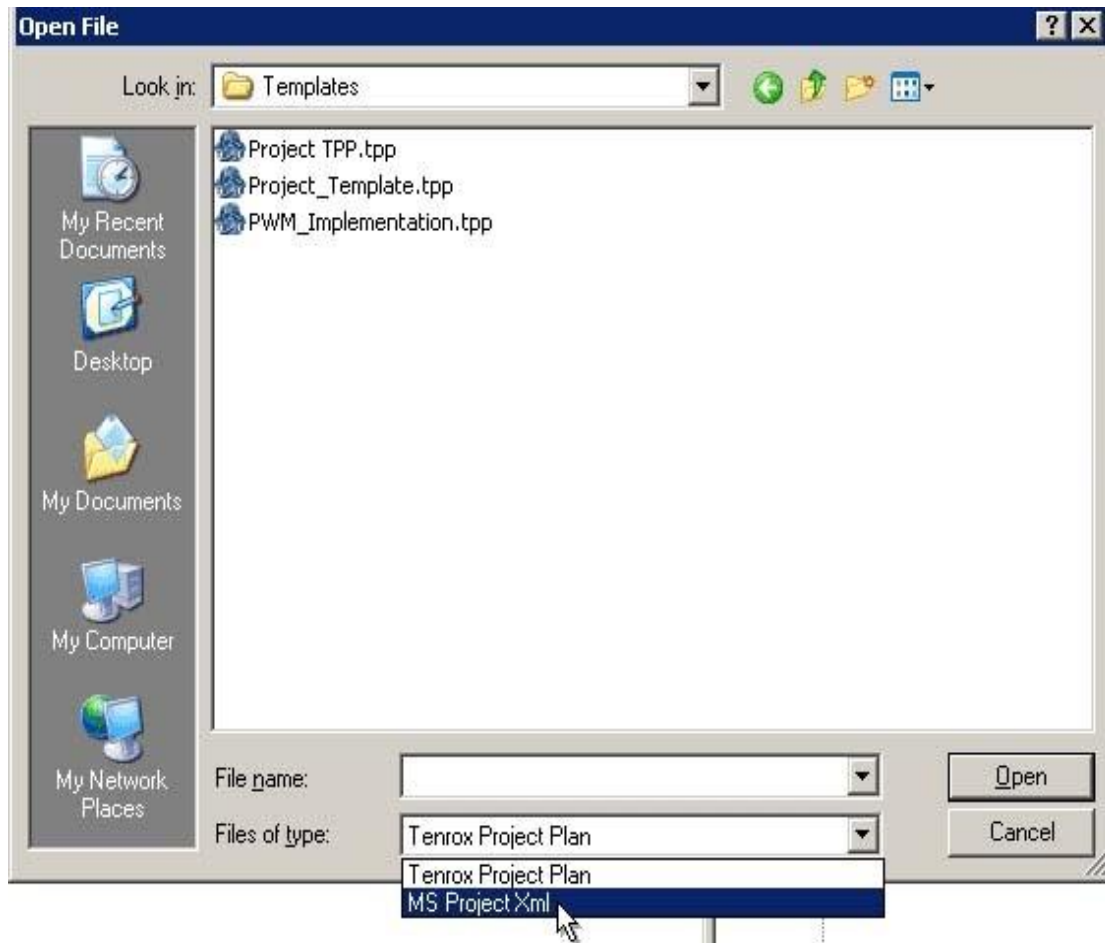 Open File
Look in:
Templates
Project TPP.tpp
Project_Template.tpp
PWM_Implementation.tpp
My Recent
Documents
Desktop
My Documents
My Computer
My Network
Places
File name:
Open
Files of type:
Tenrox Project Plan
Cancel
Tenrox Project Plan
MS Project Xml